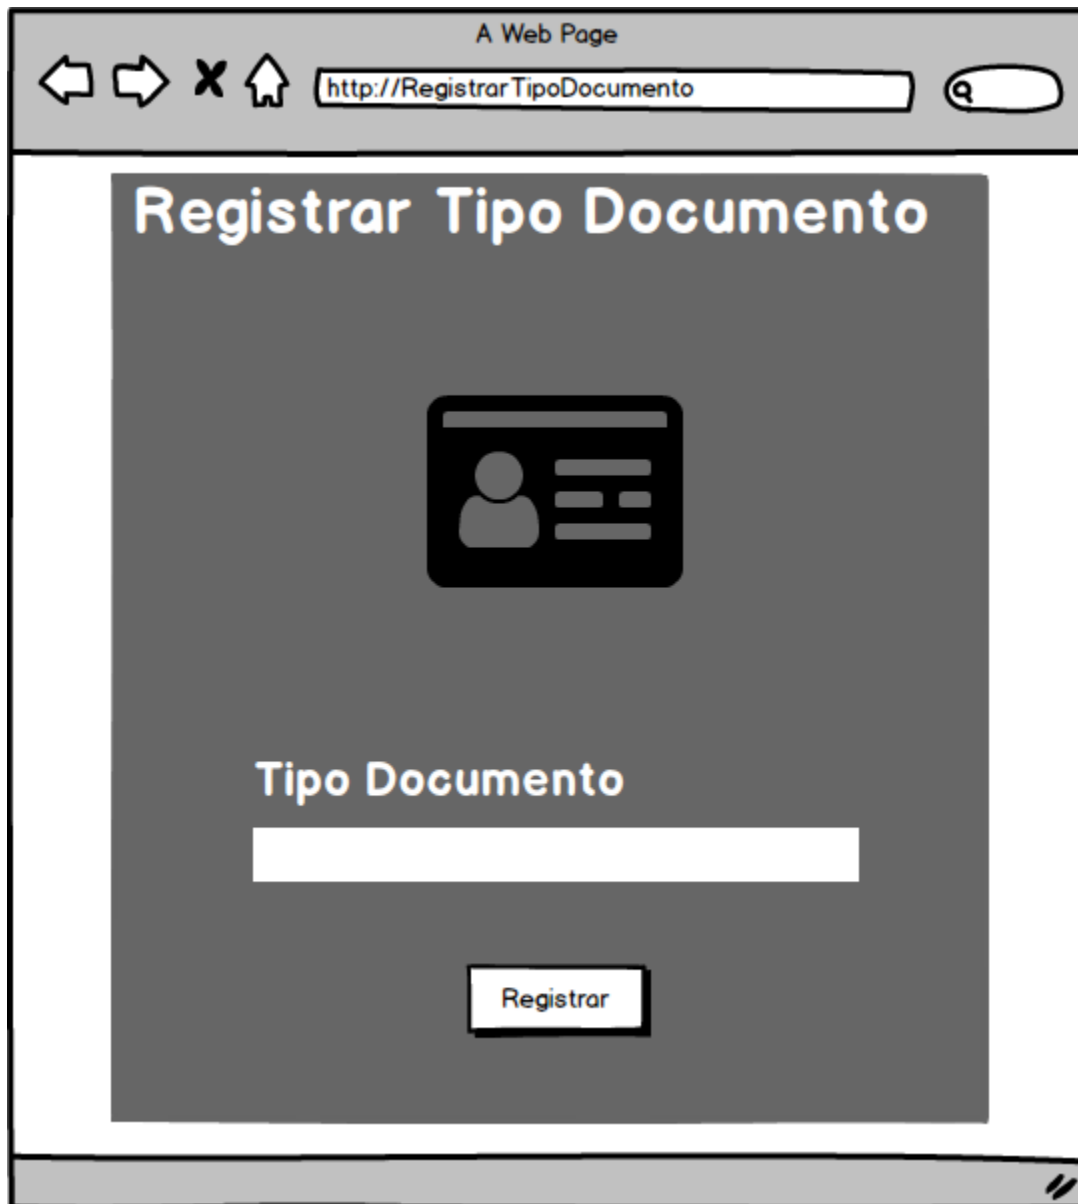 A Web Page
http://RegistrarTipoDocumento
Registrar Tipo Documento
Tipo Documento
Registrar